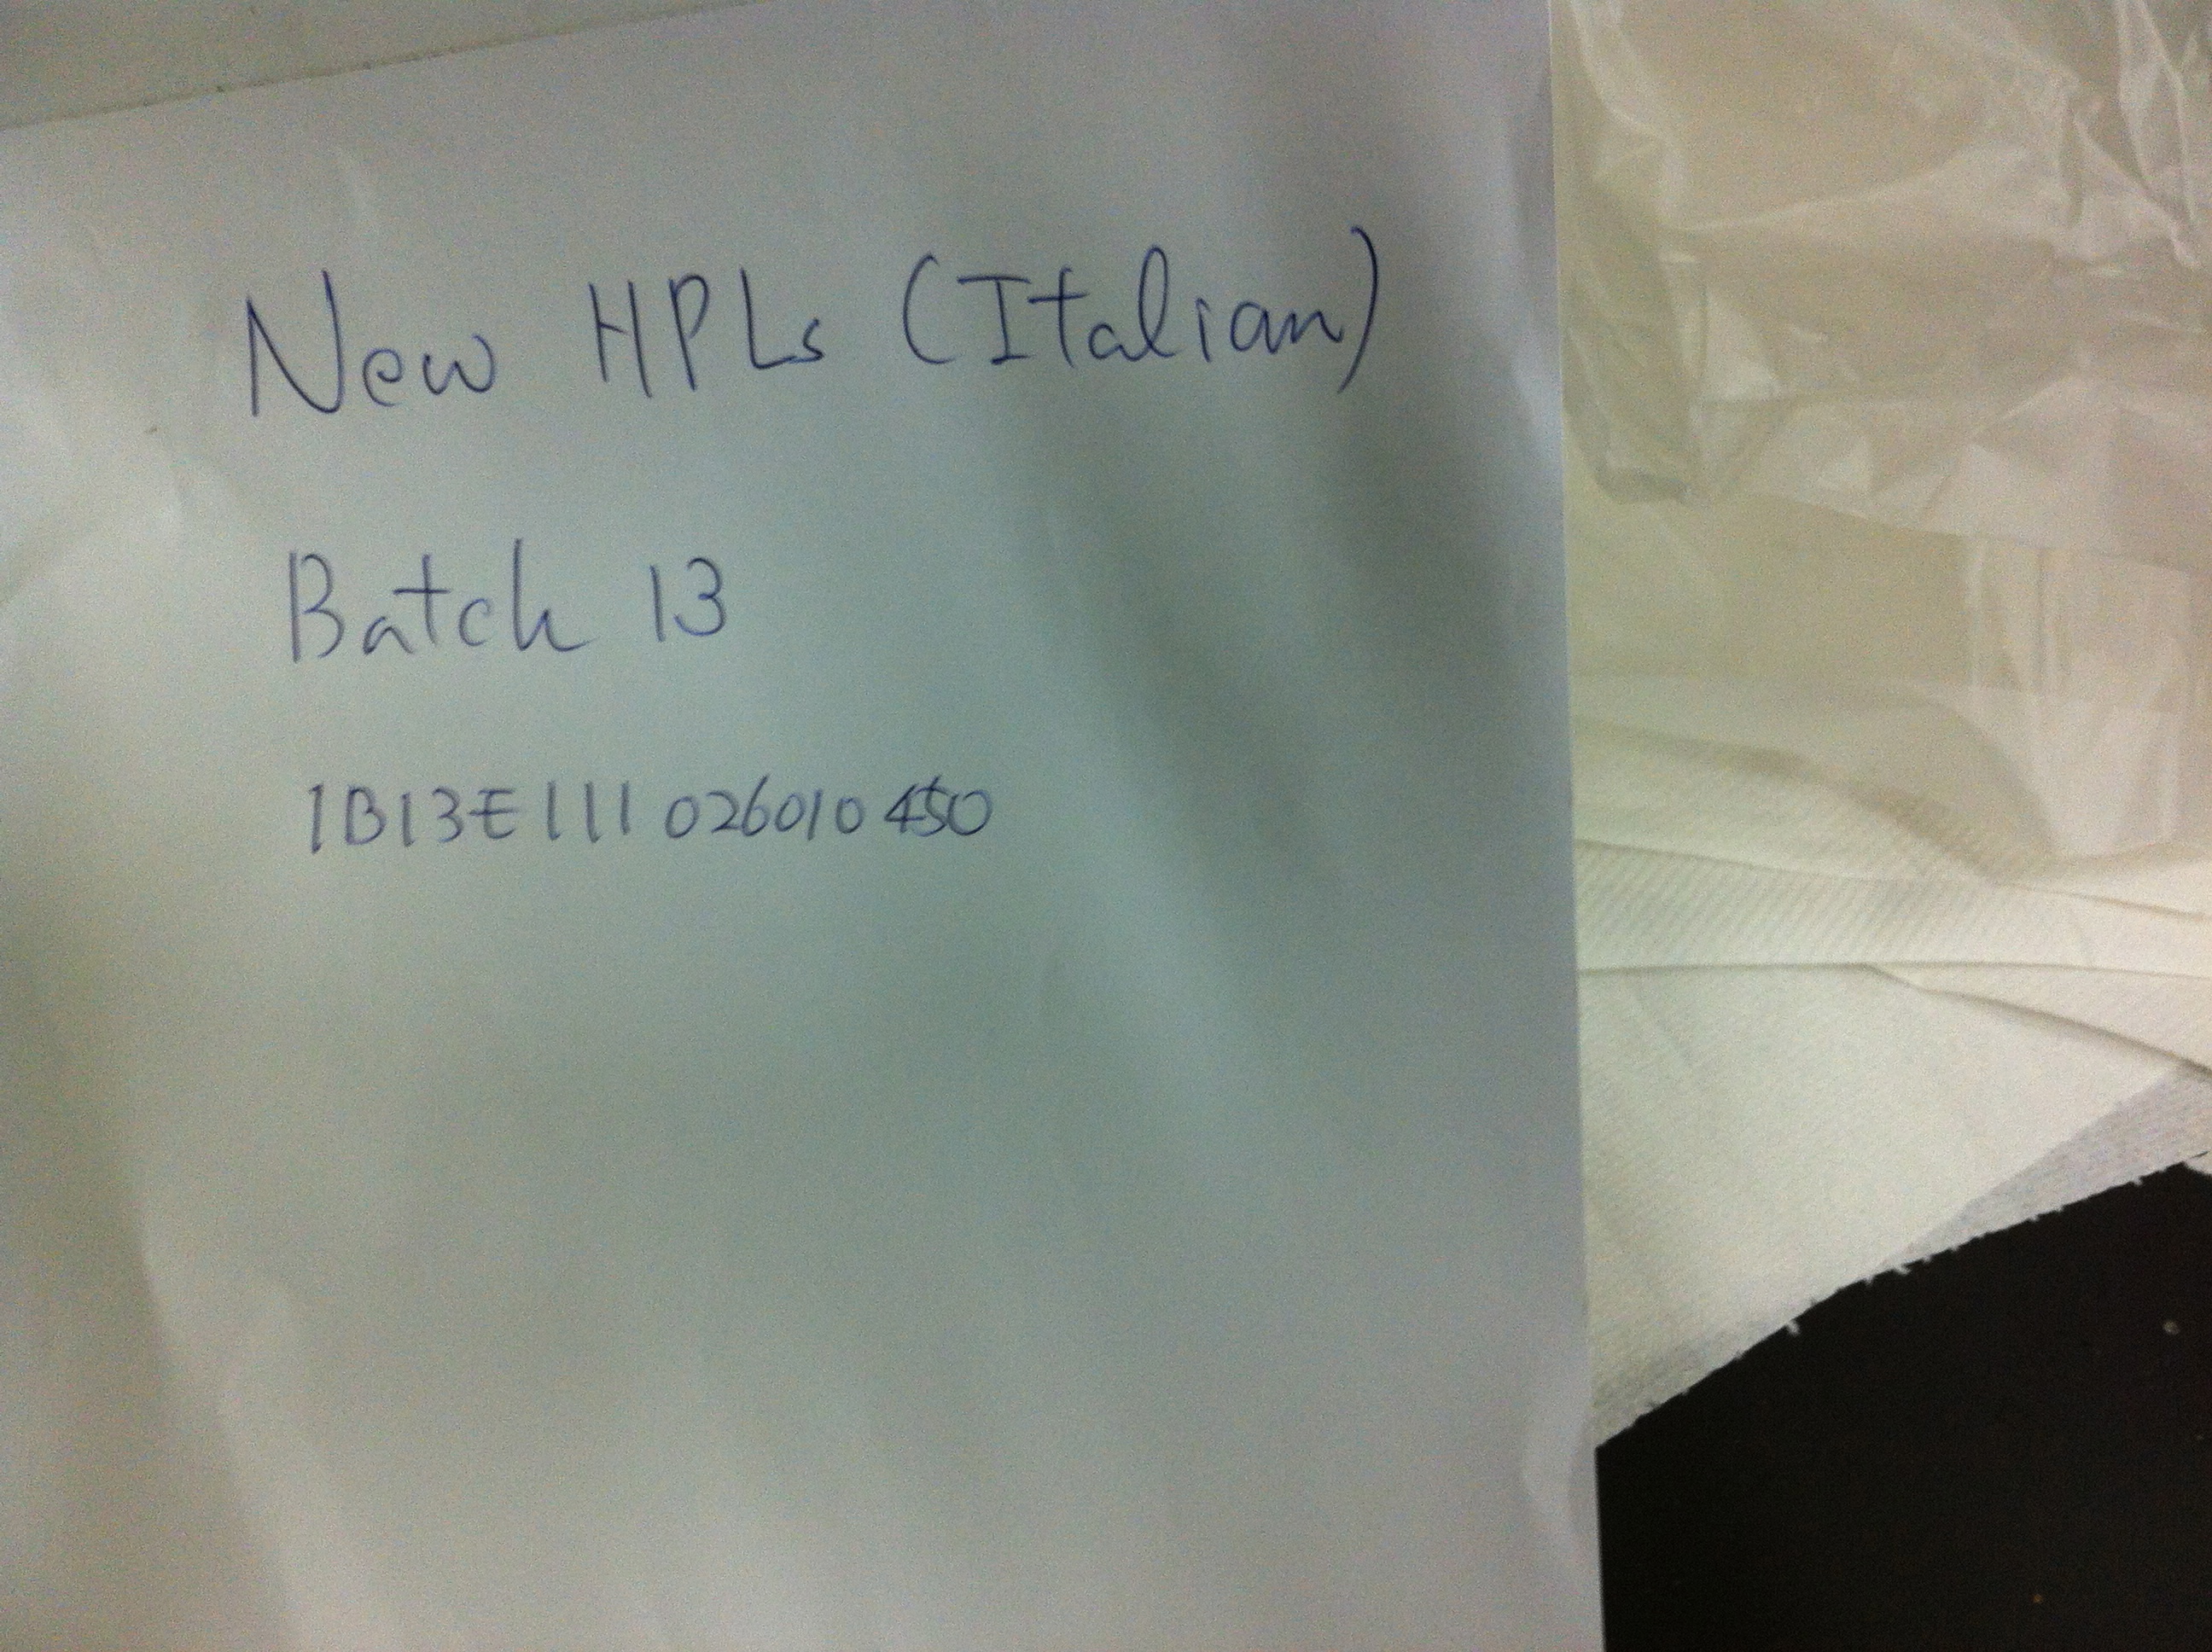 New HPLs (Italian)
Batch 13
1B13E111026010450